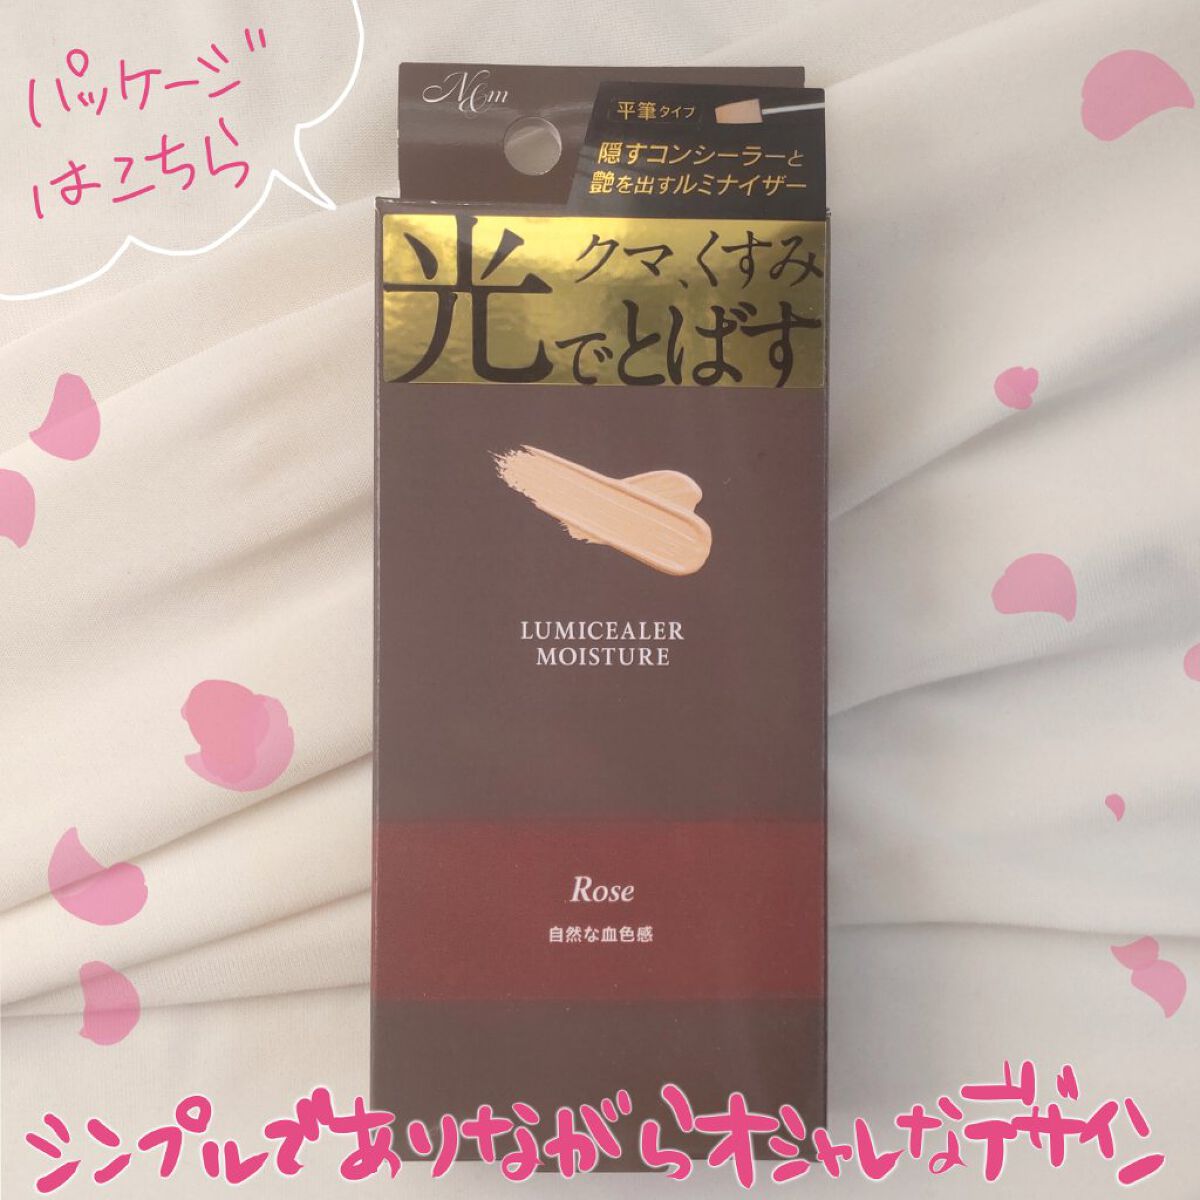 パッケージ
はこちら
NCm
平筆タイプ
隠すコンシーラーと
艶を出すルミナイザー
光でクマ、くすみ
とばす
LUMICEALER
MOISTURE
Rose
自然な血色感
シンプルでありながらオシャレなデザイン